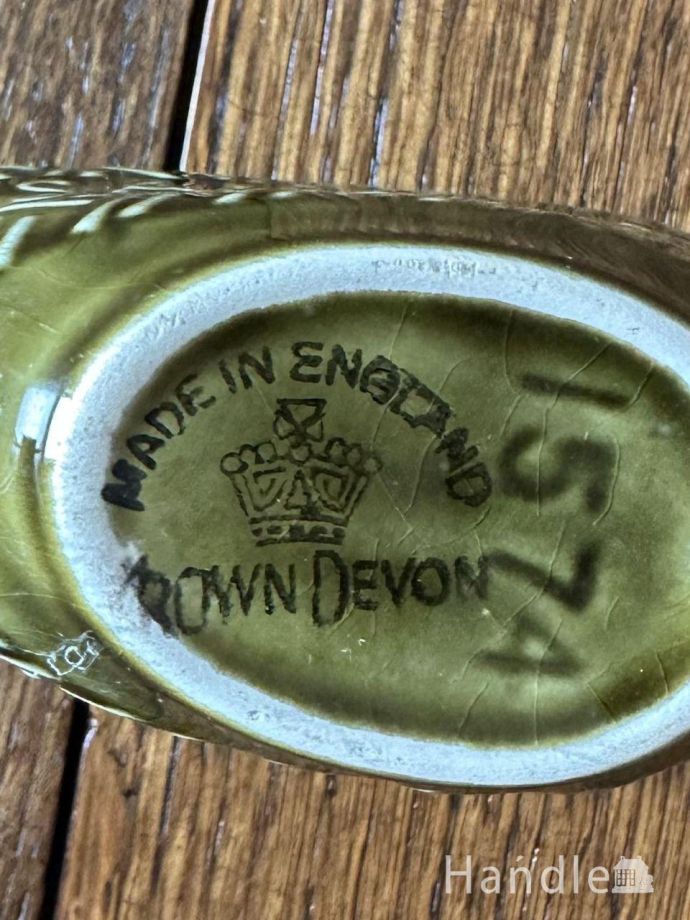 MADE IN ENGLAND
CROWN DEVON
1574
Handle